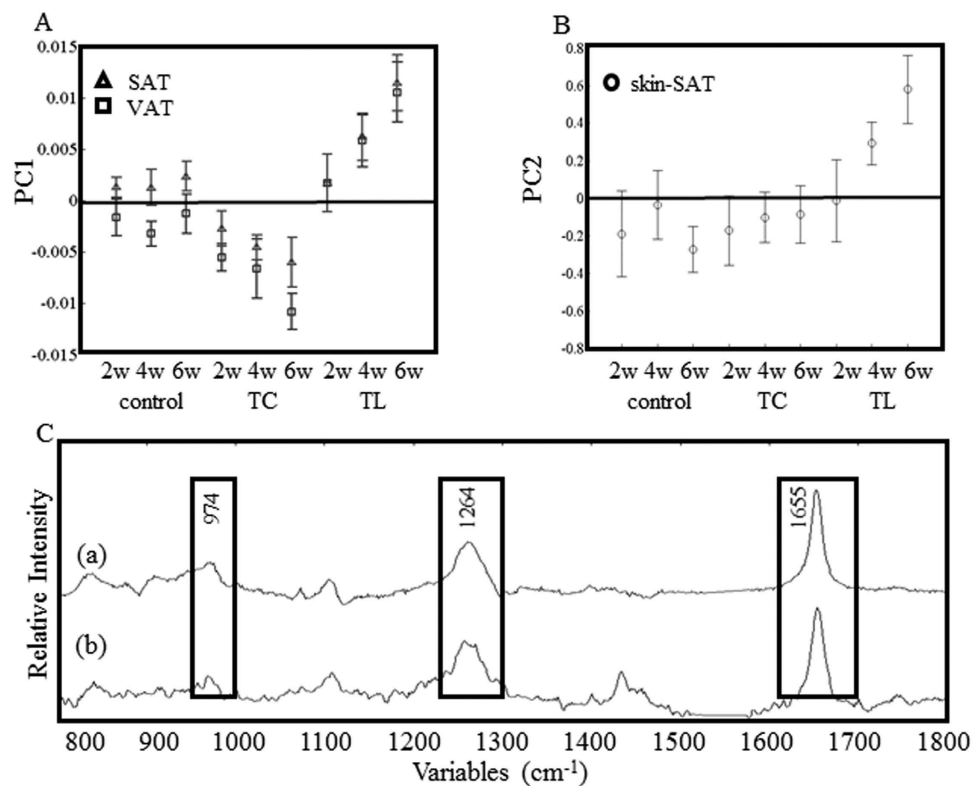 A
0.015
0.01
0.005
0
-0.005
-0.01
-0.015
PC1
SAT
VAT
2w 4w 6w 2w 4w 6w 2w 4w 6w
control TC TL
B
0.8
0.6
0.4
0.2
0
-0.2
-0.4
-0.6
-0.8
PC2
skin-SAT
2w 4w 6w 2w 4w 6w 2w 4w 6w
control TC TL
C
Relative Intensity
974
1264
1655
(a)
(b)
800 900 1000 1100 1200 1300 1400 1500 1600 1700 1800
Variables (cm⁻¹)